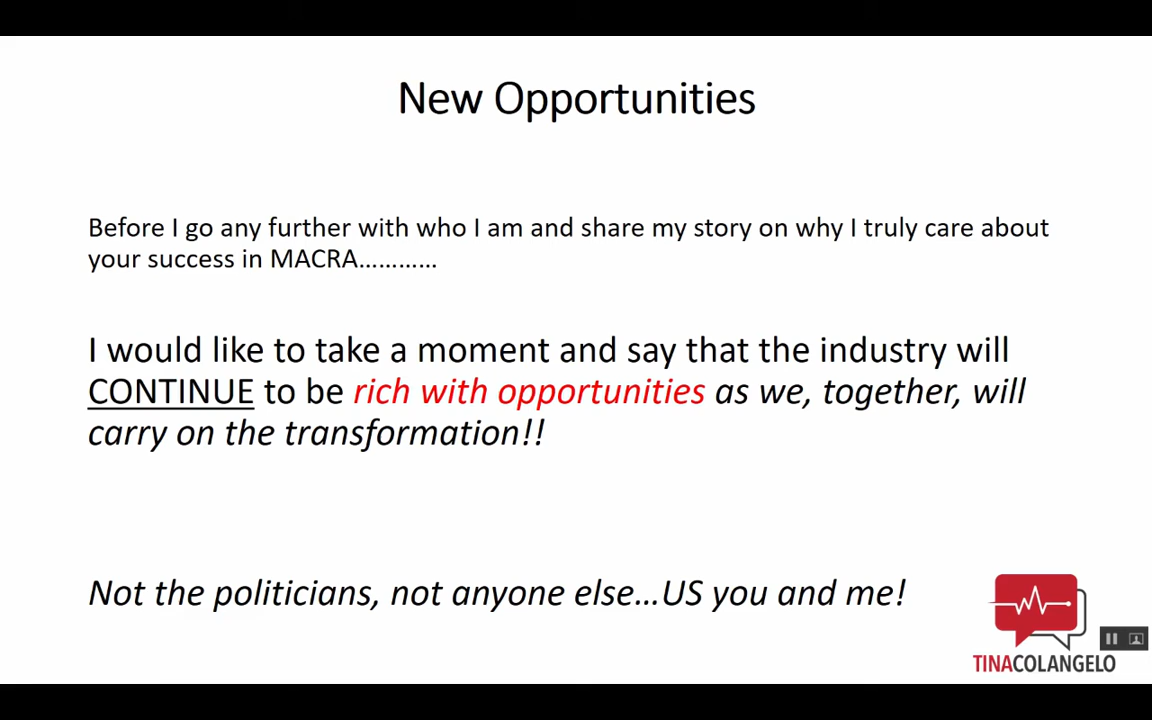 New Opportunities
Before I go any further with who I am and share my story on why I truly care about
your success in MACRA…………
I would like to take a moment and say that the industry will
CONTINUE to be rich with opportunities as we, together, will
carry on the transformation!!
Not the politicians, not anyone else…US you and me!
TINACOLANGELO